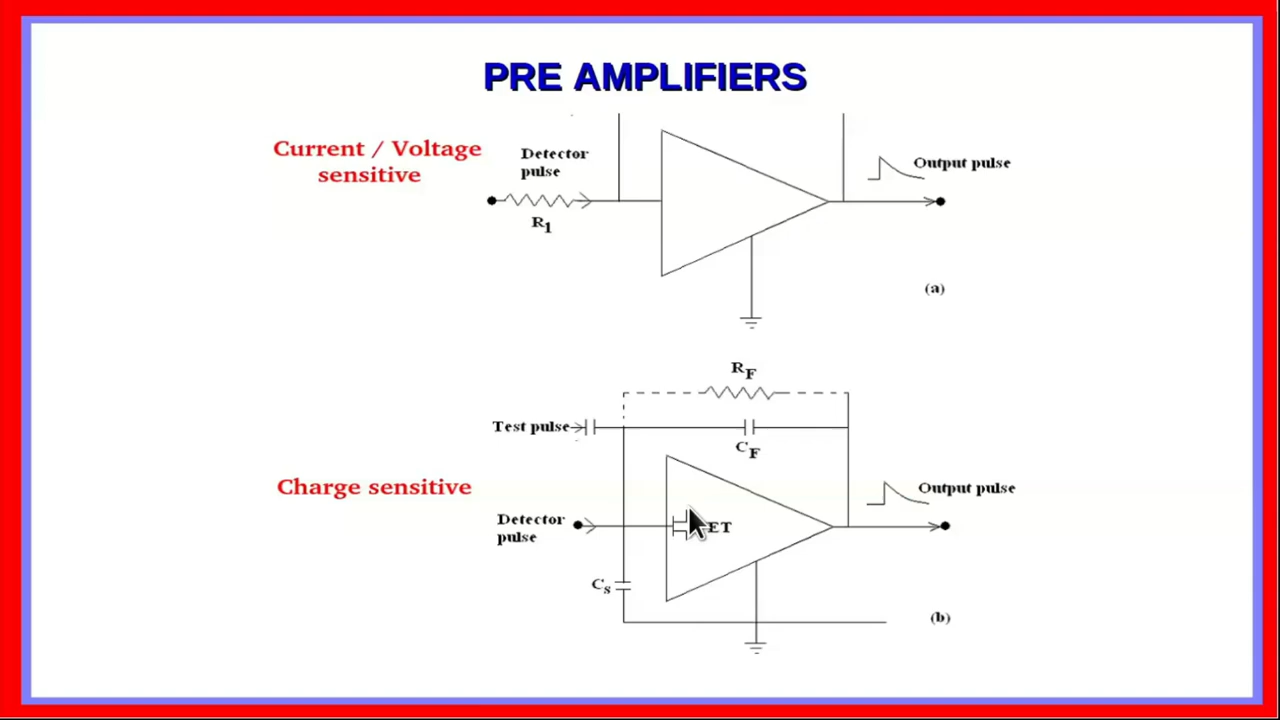 PRE AMPLIFIERS
Current / Voltage
sensitive
Detector
pulse
Output pulse
R1
(a)
RF
Test pulse
CF
Charge sensitive
Output pulse
Detector
pulse
Cs
(b)